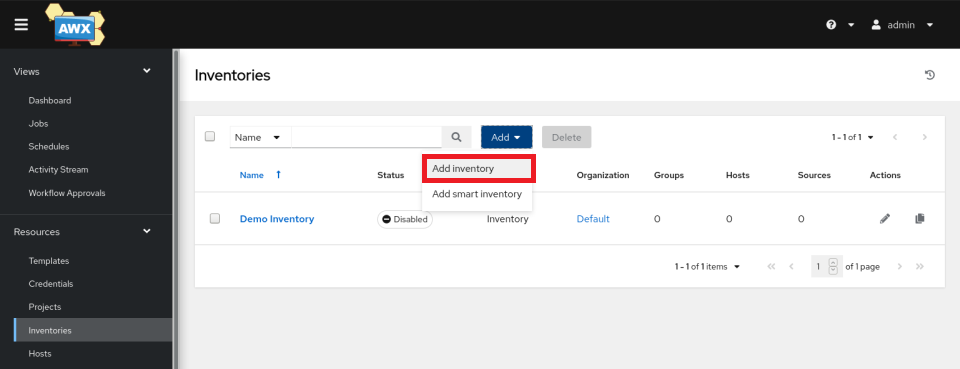 AWX
admin
Views
Dashboard
Jobs
Schedules
Activity Stream
Workflow Approvals
Resources
Templates
Credentials
Projects
Inventories
Hosts
Inventories
Name
Add
Delete
1 - 1 of 1
Add inventory
Add smart inventory
Name Status Organization Groups Hosts Sources Actions
Demo Inventory Disabled Inventory Default 0 0 0
1 - 1 of 1 items 1 of 1 page